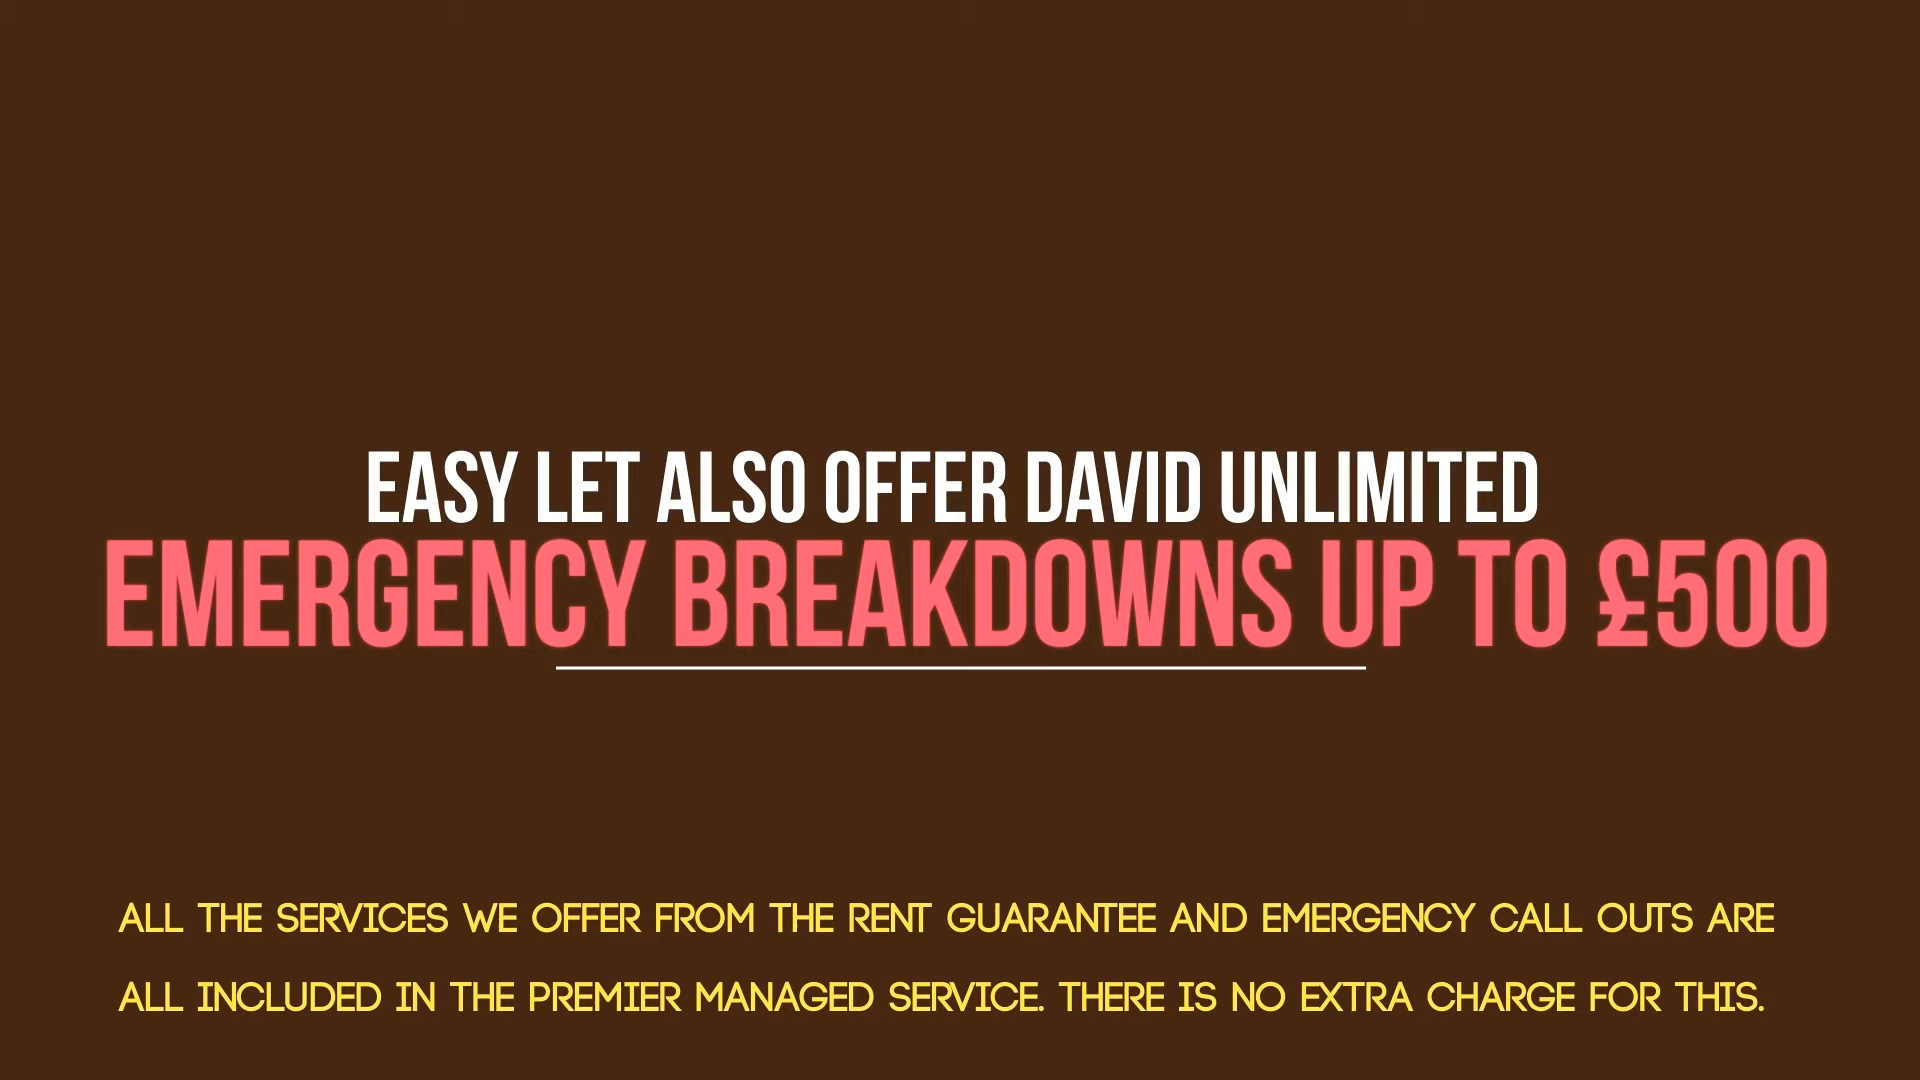 EASY LET ALSO OFFER DAVID UNLIMITED
EMERGENCY BREAKDOWNS UP TO £500
ALL THE SERVICES WE OFFER FROM THE RENT GUARANTEE AND EMERGENCY CALL OUTS ARE
ALL INCLUDED IN THE PREMIER MANAGED SERVICE. THERE IS NO EXTRA CHARGE FOR THIS.